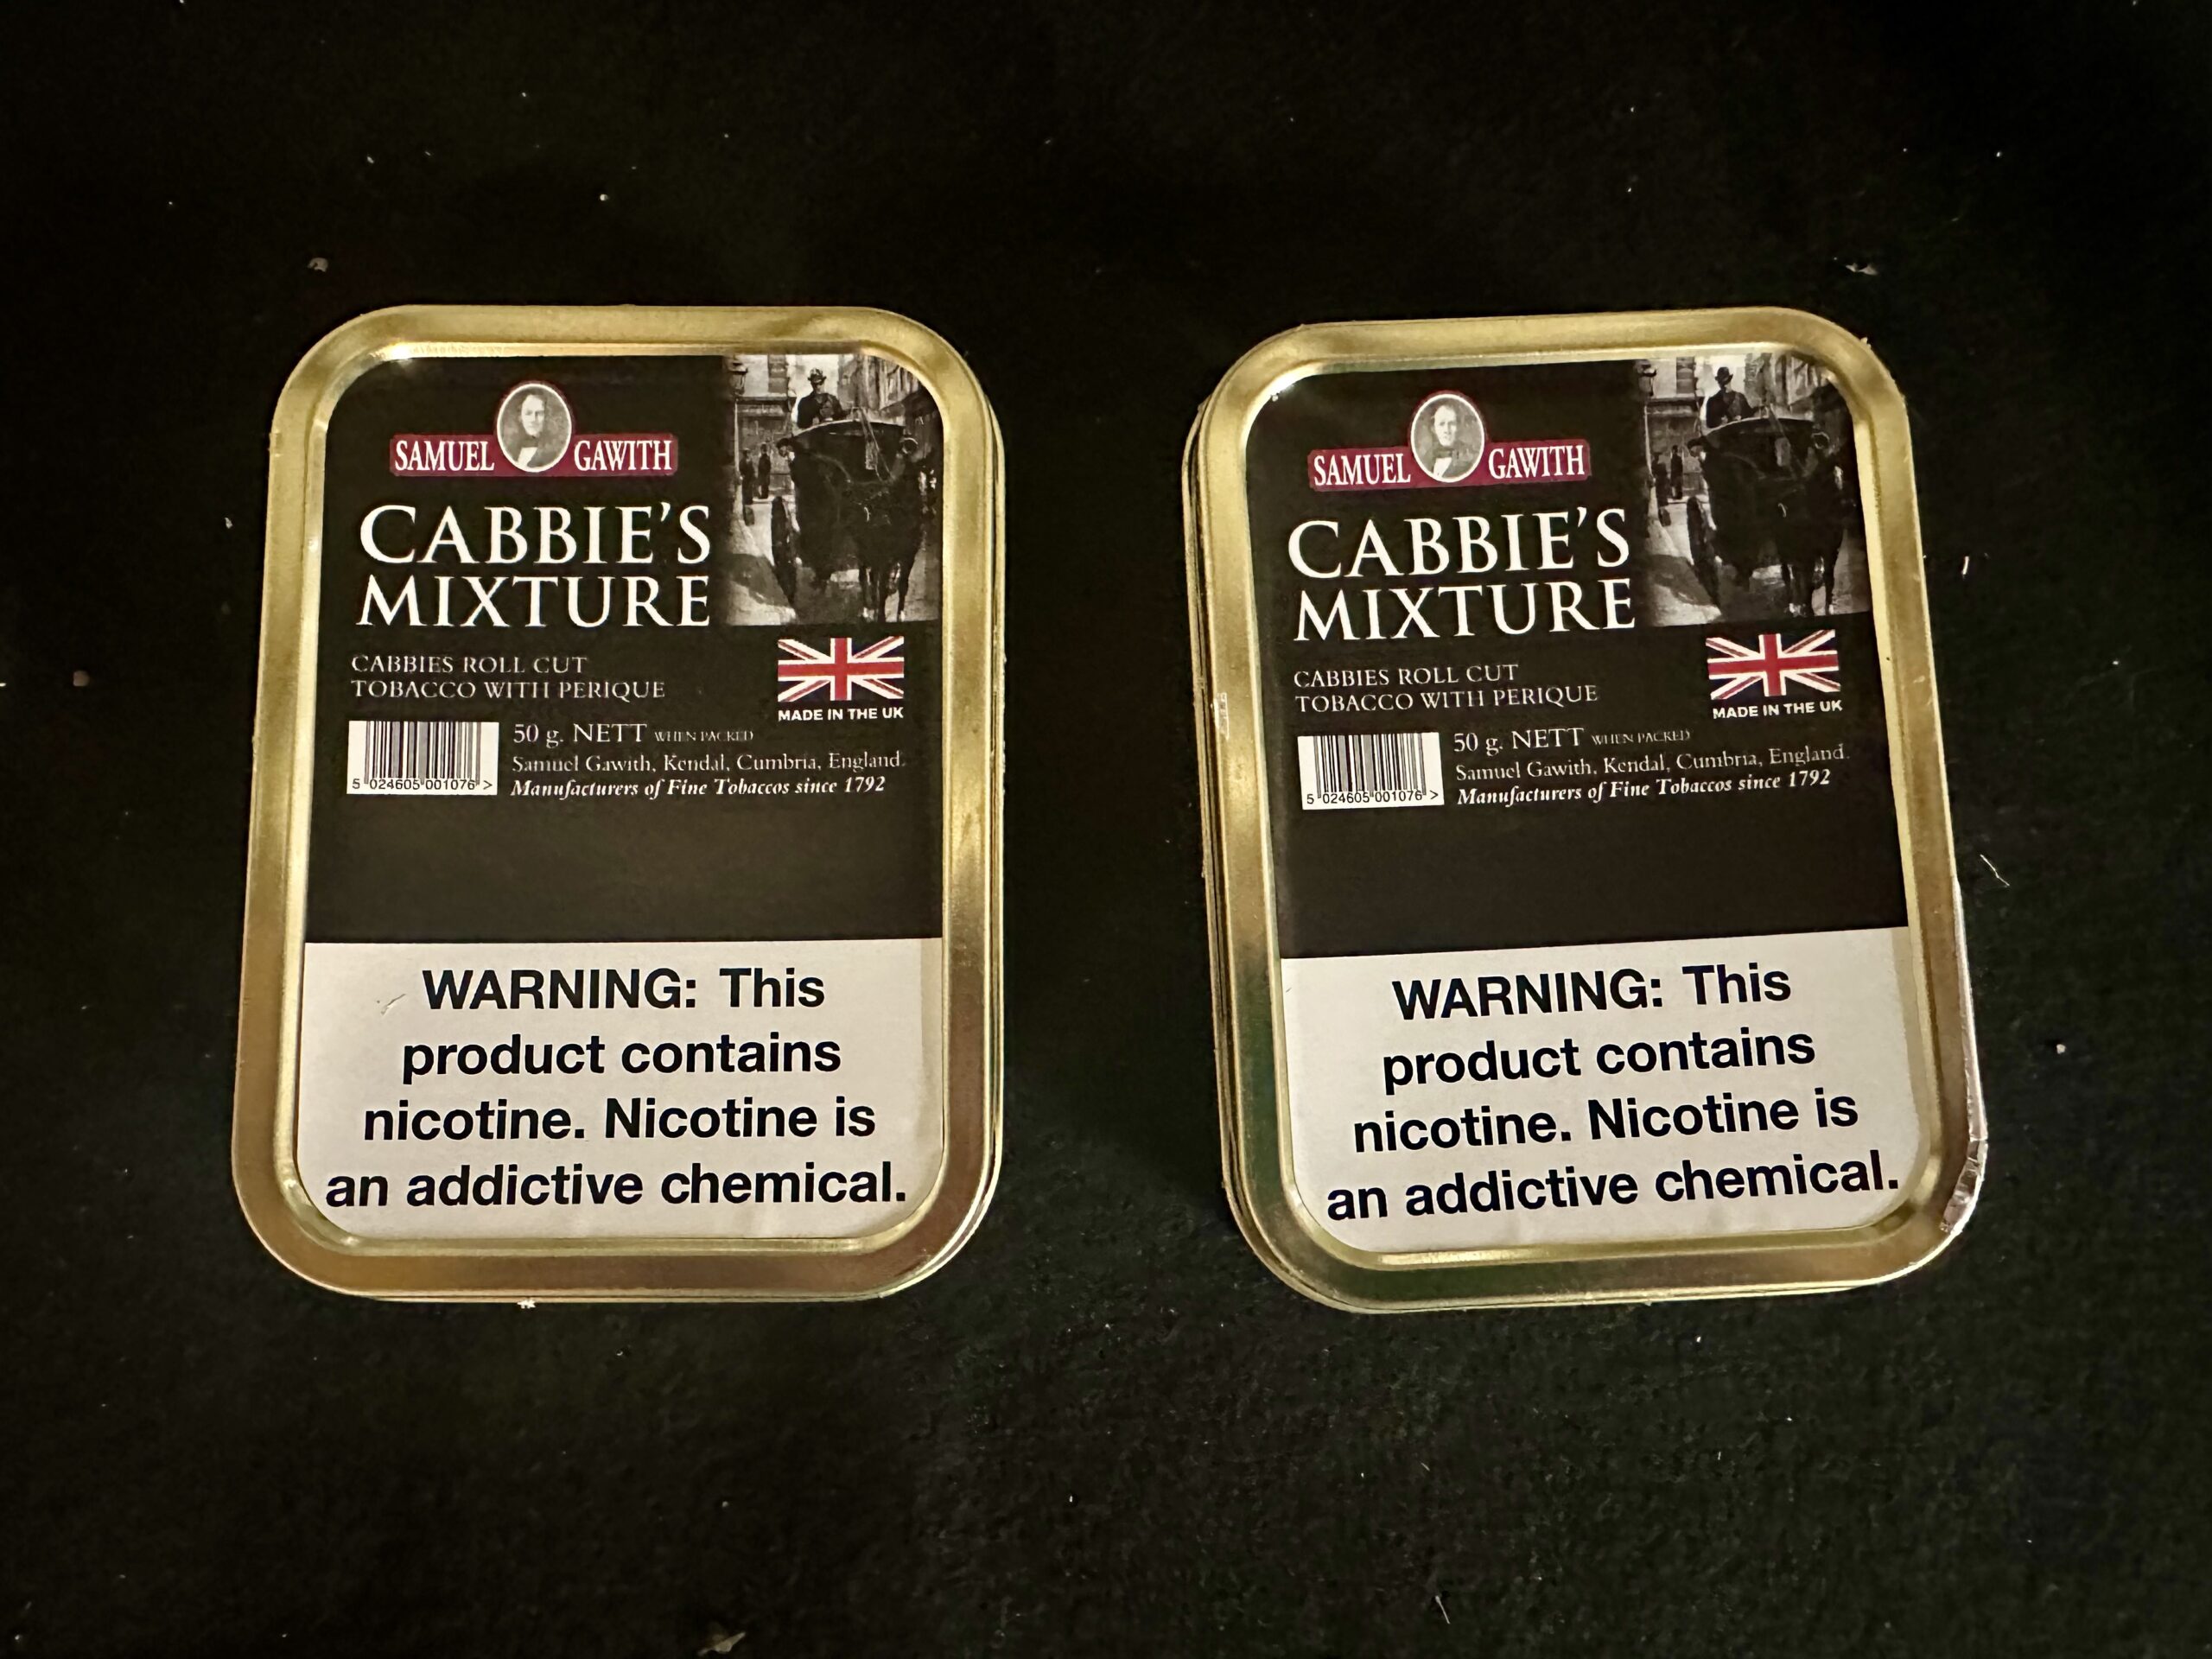 SAMUEL GAWITH
CABBIE'S
MIXTURE
CABBIES ROLL CUT
TOBACCO WITH PERIQUE
MADE IN THE UK
50 g. NETT WHEN PACKED
Samuel Gawith, Kendal, Cumbria, England.
Manufacturers of Fine Tobaccos since 1792
5 024605 001076 >
WARNING: This
product contains
nicotine. Nicotine is
an addictive chemical.
SAMUEL GAWITH
CABBIE'S
MIXTURE
CABBIES ROLL CUT
TOBACCO WITH PERIQUE
MADE IN THE UK
50 g. NETT WHEN PACKED
Samuel Gawith, Kendal, Cumbria, England.
Manufacturers of Fine Tobaccos since 1792
5 024605 001076 >
WARNING: This
product contains
nicotine. Nicotine is
an addictive chemical.